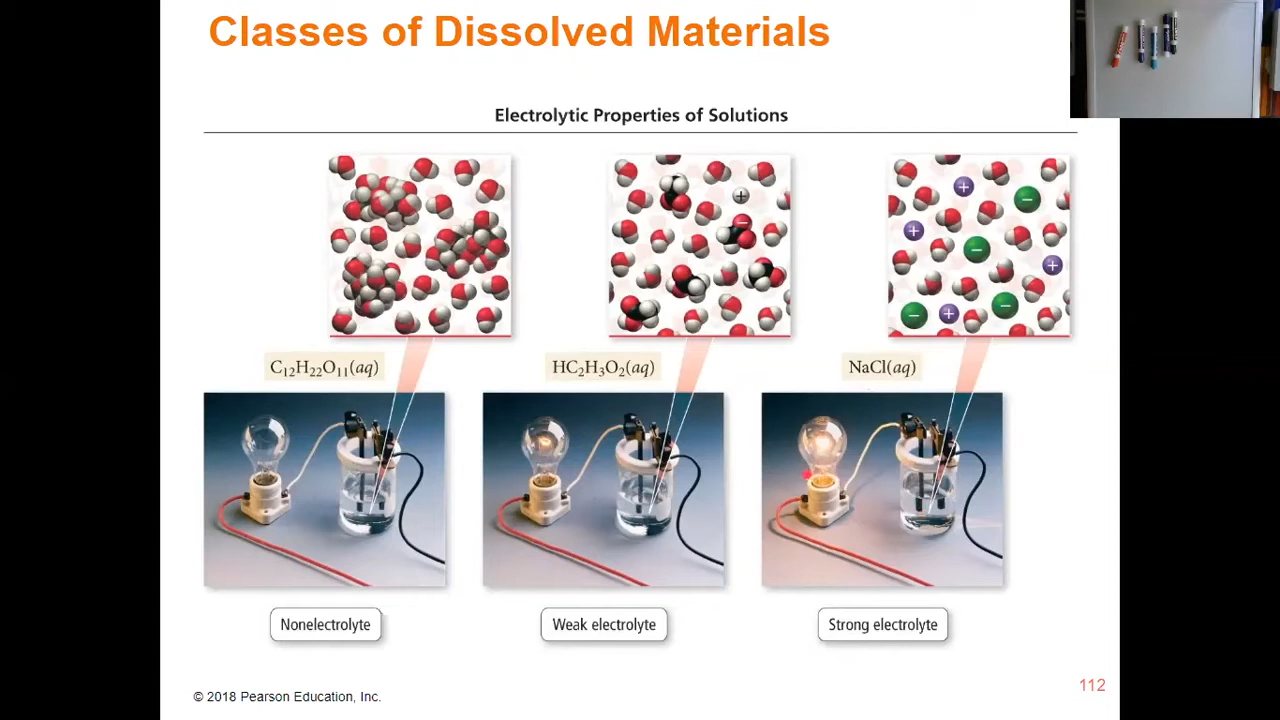 Classes of Dissolved Materials
Electrolytic Properties of Solutions
+
−
+
−
+
−
+
−
+
−
C₁₂H₂₂O₁₁(aq)
HC₂H₃O₂(aq)
NaCl(aq)
Nonelectrolyte
Weak electrolyte
Strong electrolyte
© 2018 Pearson Education, Inc.
112